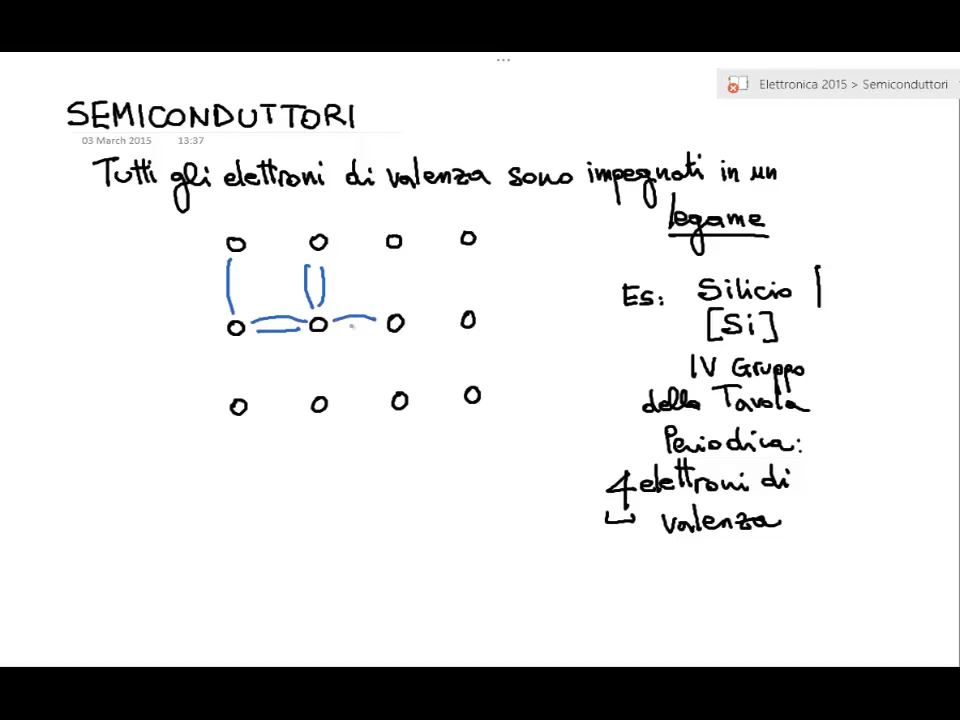 Elettronica 2015 > Semiconduttori
SEMICONDUTTORI
03 March 2015 13:37
Tutti gli elettroni di valenza sono impegnati in un
legame
Es: Silicio
[Si]
IV Gruppo
della Tavola
Periodica:
4 elettroni di
valenza